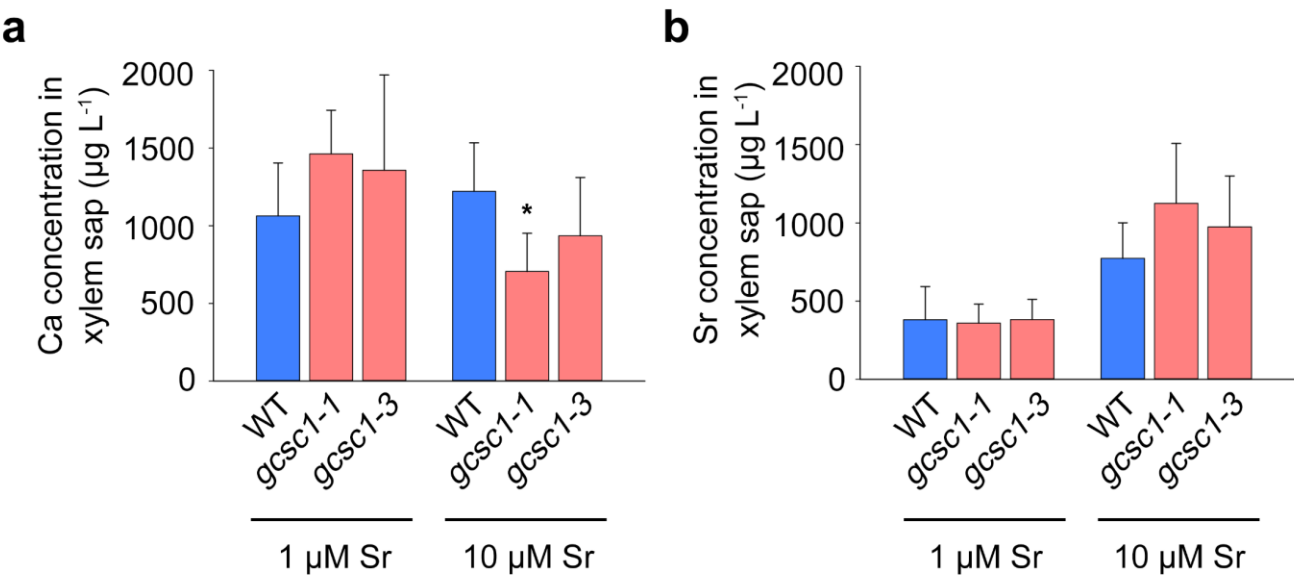 a
Ca concentration in
xylem sap (µg L-1)
2000
1500
1000
500
0
*
WT
gcsc1-1
gcsc1-3
WT
gcsc1-1
gcsc1-3
1 µM Sr
10 µM Sr
b
Sr concentration in
xylem sap (µg L-1)
2000
1500
1000
500
0
WT
gcsc1-1
gcsc1-3
WT
gcsc1-1
gcsc1-3
1 µM Sr
10 µM Sr